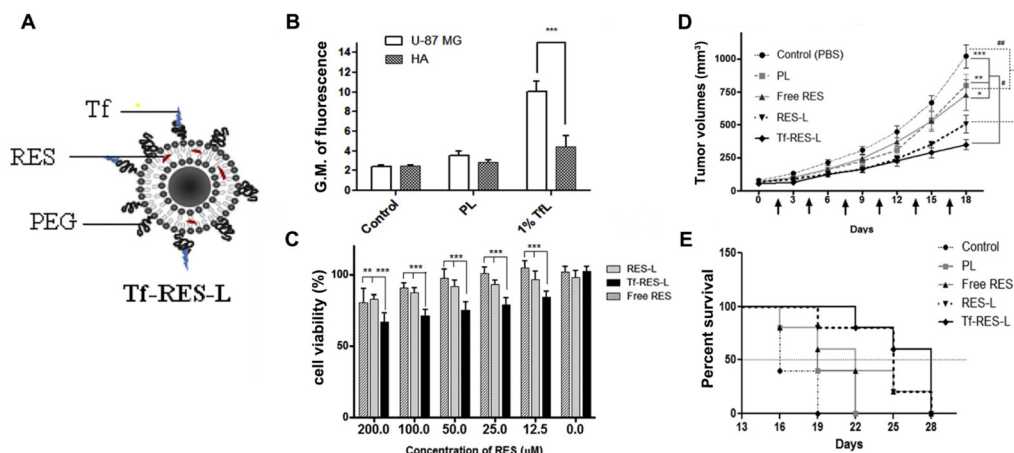 A
Tf
RES
PEG
Tf-RES-L
B
U-87 MG
HA
***
G.M. of fluorescence
14
12
10
8
6
4
2
0
Control
PL
1% TfL
C
** ***
***
***
***
***
RES-L
Tf-RES-L
Free RES
cell viability (%)
100
50
0
200.0 100.0 50.0 25.0 12.5 0.0
Concentration of RES (µM)
D
Control (PBS)
PL
Free RES
RES-L
Tf-RES-L
##
***
**
#
*
Tumor volumes (mm³)
1000
750
500
250
0
0 3 6 9 12 15 18
Days
E
Control
PL
Free RES
RES-L
Tf-RES-L
Percent survival
150
100
50
0
13 16 19 22 25 28
Days